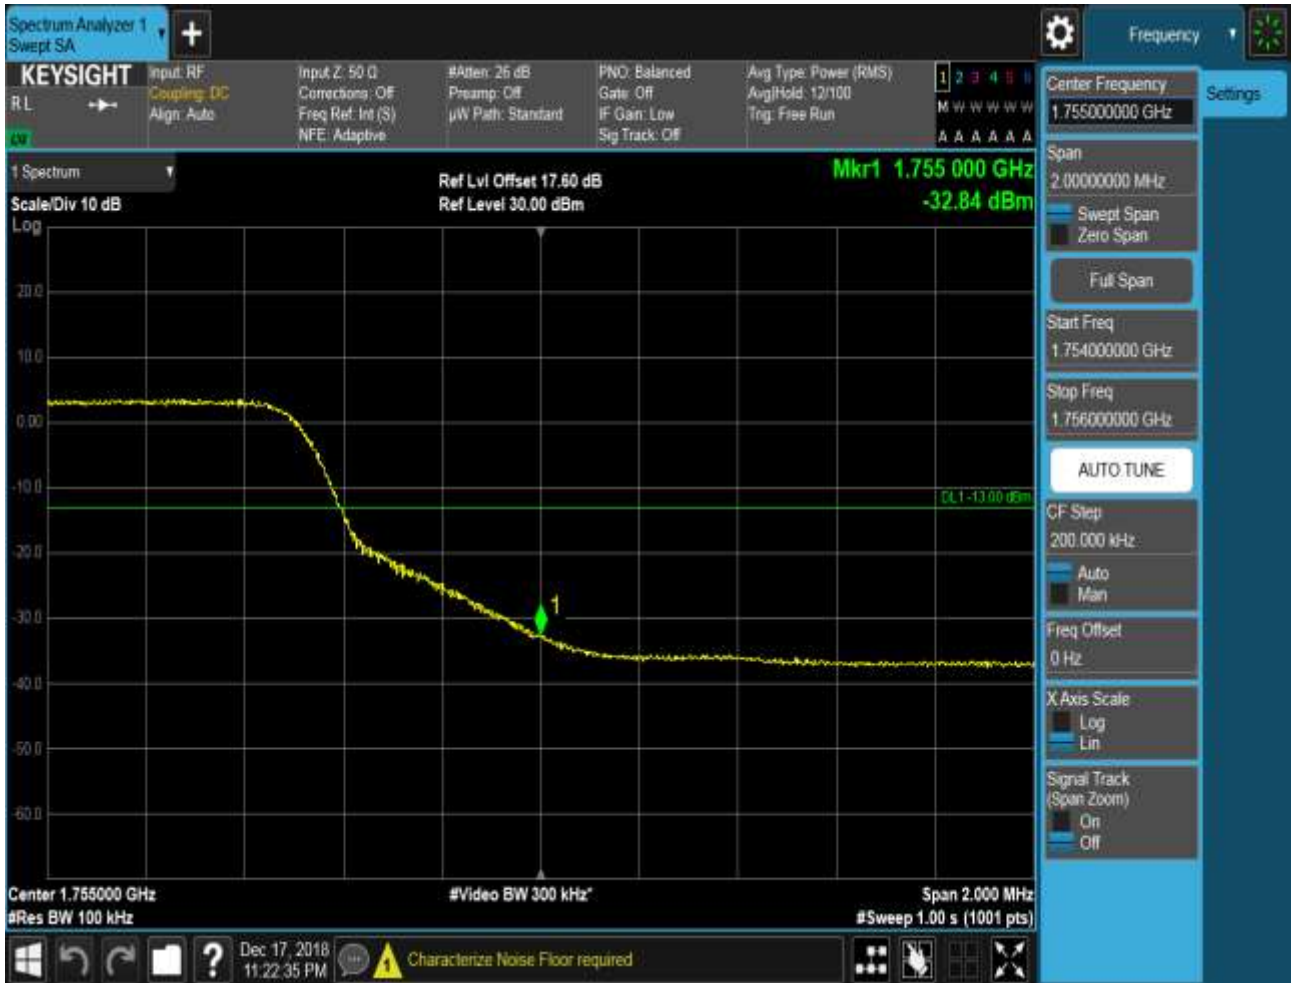 Spectrum Analyzer 1
Swept SA
+
Frequency
KEYSIGHT
RL
LW
Input: RF
Coupling: DC
Align: Auto
Input Z: 50 Ω
Corrections: Off
Freq Ref: Int (S)
NFE: Adaptive
#Atten: 26 dB
Preamp: Off
µW Path: Standard
PNO: Balanced
Gate: Off
IF Gain: Low
Sig Track: Off
Avg Type: Power (RMS)
Avg|Hold: 12/100
Trig: Free Run
1 2 3 4 5 6
M W W W W W
A A A A A A
1 Spectrum
Scale/Div 10 dB
Log
Ref Lvl Offset 17.60 dB
Ref Level 30.00 dBm
Mkr1 1.755 000 GHz
-32.84 dBm
20.0
10.0
0.00
-10.0
-20.0
-30.0
-40.0
-50.0
-60.0
DL1 -13.00 dBm
1
Center 1.755000 GHz
#Res BW 100 kHz
#Video BW 300 kHz*
Span 2.000 MHz
#Sweep 1.00 s (1001 pts)
Center Frequency
1.755000000 GHz
Settings
Span
2.00000000 MHz
Swept Span
Zero Span
Full Span
Start Freq
1.754000000 GHz
Stop Freq
1.756000000 GHz
AUTO TUNE
CF Step
200.000 kHz
Auto
Man
Freq Offset
0 Hz
X Axis Scale
Log
Lin
Signal Track
(Span Zoom)
On
Off
?
Dec 17, 2018
11:22:35 PM
Characterize Noise Floor required